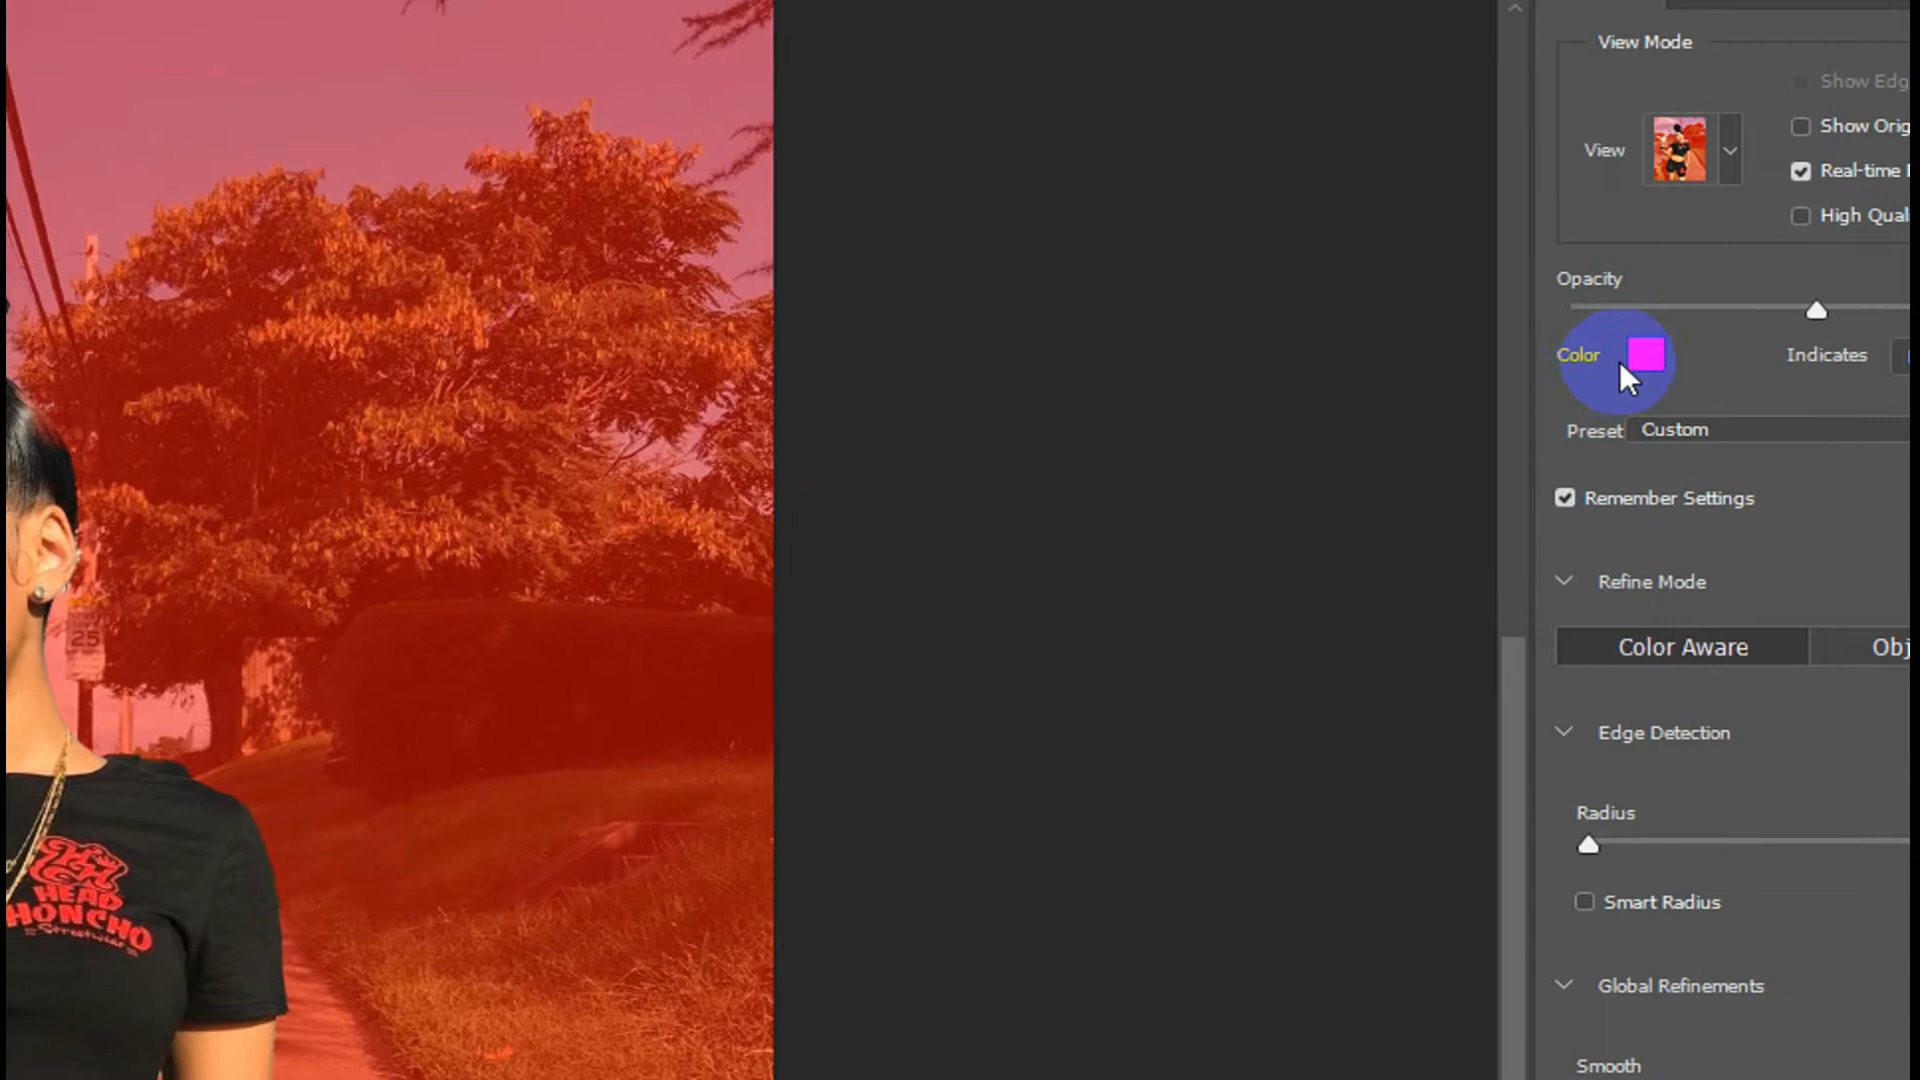 View Mode
Show Edg
View
Show Orig
Real-time
High Qual
Opacity
Color
Indicates
Preset Custom
Remember Settings
Refine Mode
Color Aware
Obj
Edge Detection
Radius
Smart Radius
Global Refinements
Smooth
25
HEAD
HONCHO
Streetwear